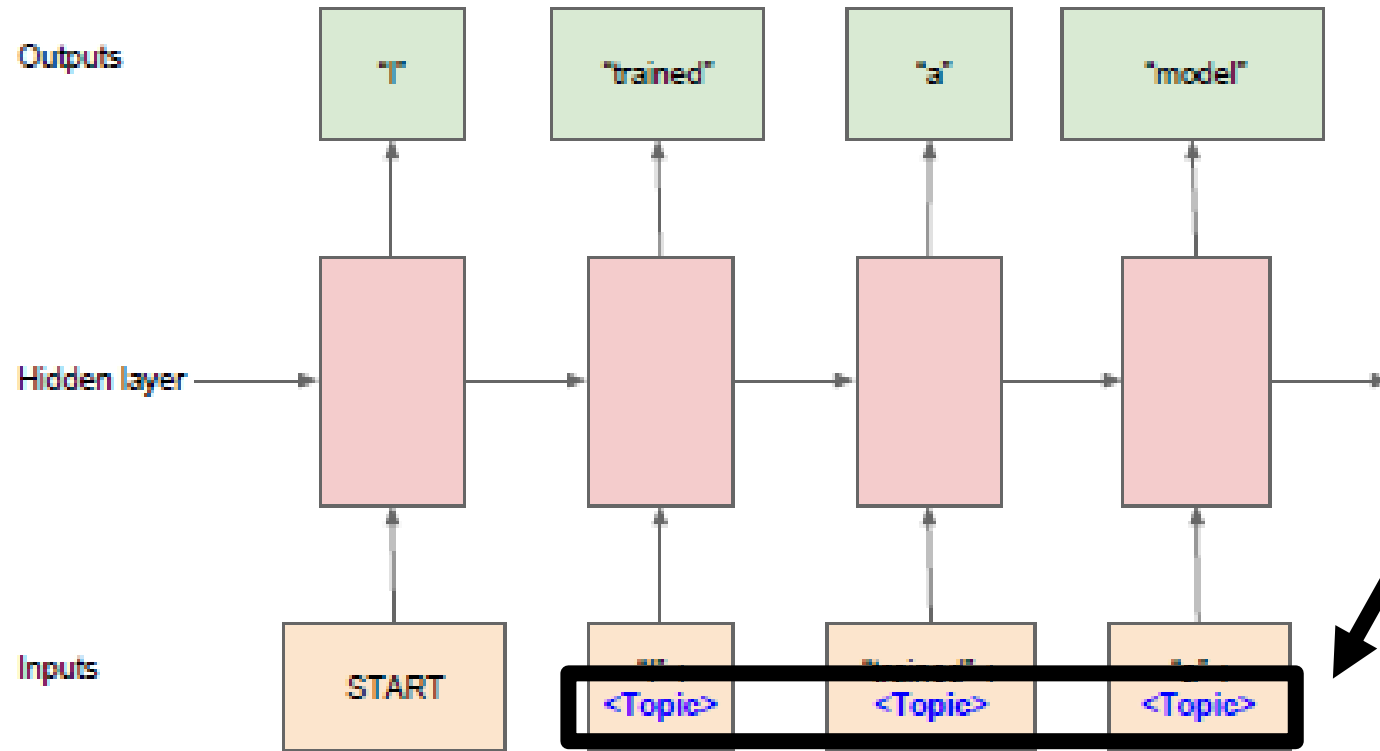 Outputs
"I"
"trained"
"a"
"model"
Hidden layer
Inputs
START
<Topic>
<Topic>
<Topic>